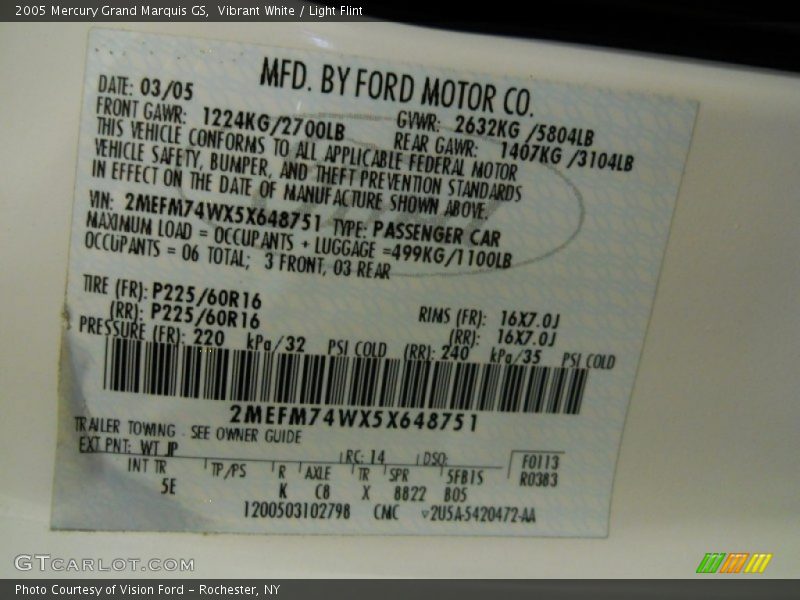 2005 Mercury Grand Marquis GS,  Vibrant White / Light Flint
MFD. BY FORD MOTOR CO.
DATE: 03/05 GVWR: 2632KG /5804LB
FRONT GAWR: 1224KG/2700LB REAR GAWR: 1407KG /3104LB
THIS VEHICLE CONFORMS TO ALL APPLICABLE FEDERAL MOTOR
VEHICLE SAFETY, BUMPER, AND THEFT PREVENTION STANDARDS
IN EFFECT ON THE DATE OF MANUFACTURE SHOWN ABOVE.
VIN: 2MEFM74WX5X648751 TYPE: PASSENGER CAR
MAXIMUM LOAD = OCCUPANTS + LUGGAGE =499KG/1100LB
OCCUPANTS = 06 TOTAL; 3 FRONT, 03 REAR
TIRE (FR): P225/60R16 RIMS (FR): 16X7.0J
(RR): P225/60R16 (RR): 16X7.0J
PRESSURE (FR): 220 kPa/32 PSI COLD (RR): 240 kPa/35 PSI COLD
2MEFM74WX5X648751
TRAILER TOWING - SEE OWNER GUIDE
EXT PNT: WT JP RC: 14 DSO: F0113
INT TR TP/PS R AXLE TR SPR 5FB15 R0383
5E K C8 X 8822 B05
1200503102798 CMC 2U5A-5420472-AA
GTCARLOT.COM
Photo Courtesy of Vision Ford – Rochester, NY